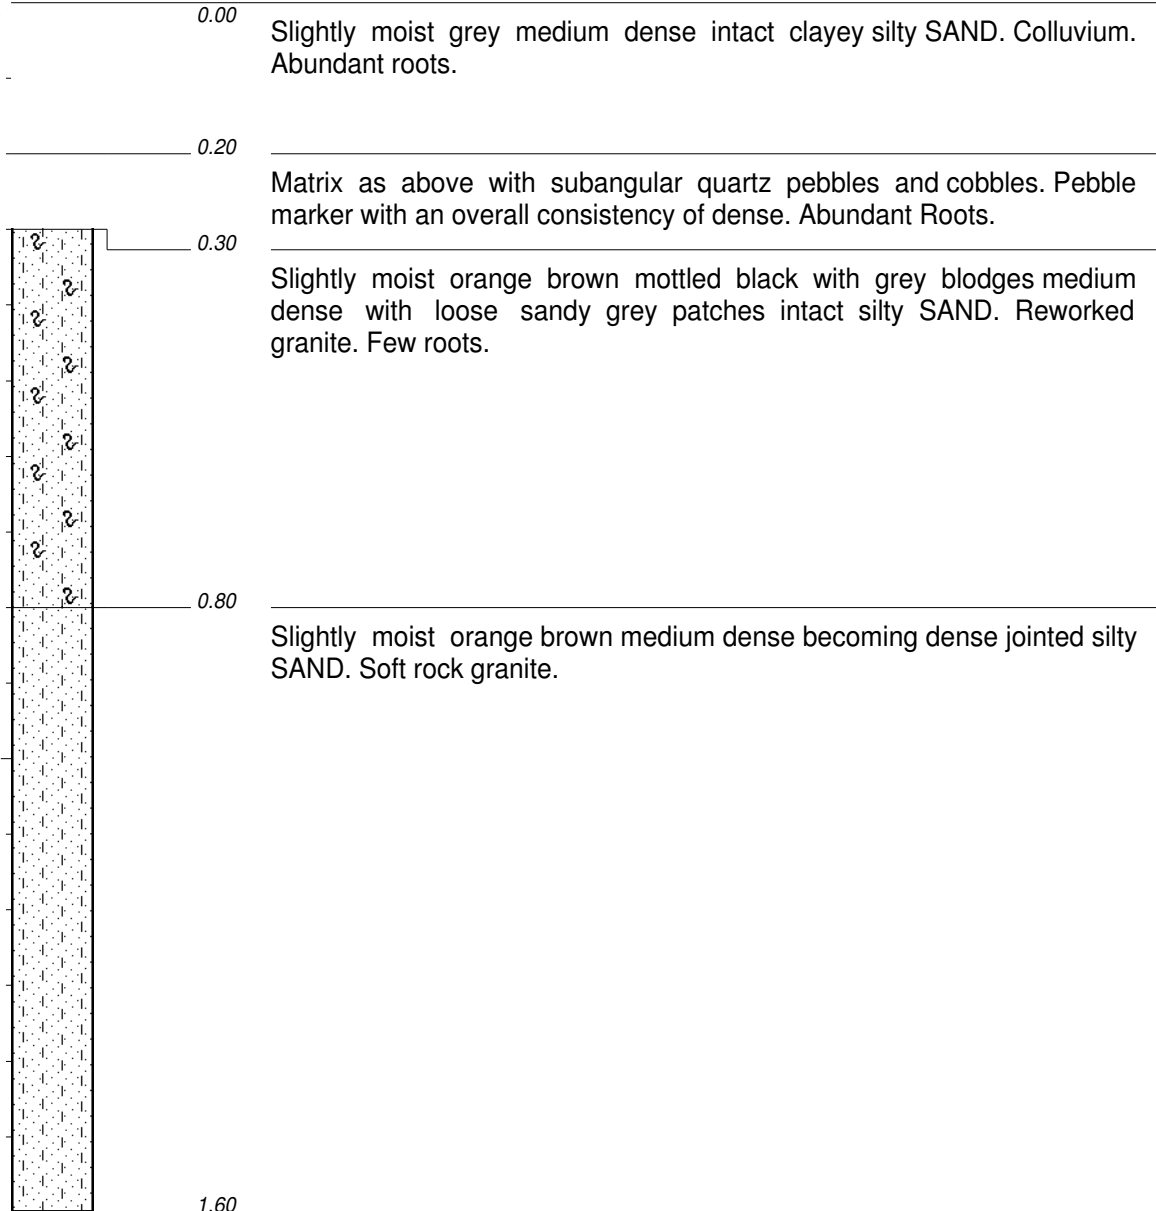 0.00
Slightly moist grey medium dense intact clayey silty SAND. Colluvium.
Abundant roots.
0.20
Matrix as above with subangular quartz pebbles and cobbles. Pebble
marker with an overall consistency of dense. Abundant Roots.
0.30
Slightly moist orange brown mottled black with grey blodges medium
dense with loose sandy grey patches intact silty SAND. Reworked
granite. Few roots.
0.80
Slightly moist orange brown medium dense becoming dense jointed silty
SAND. Soft rock granite.
1.60